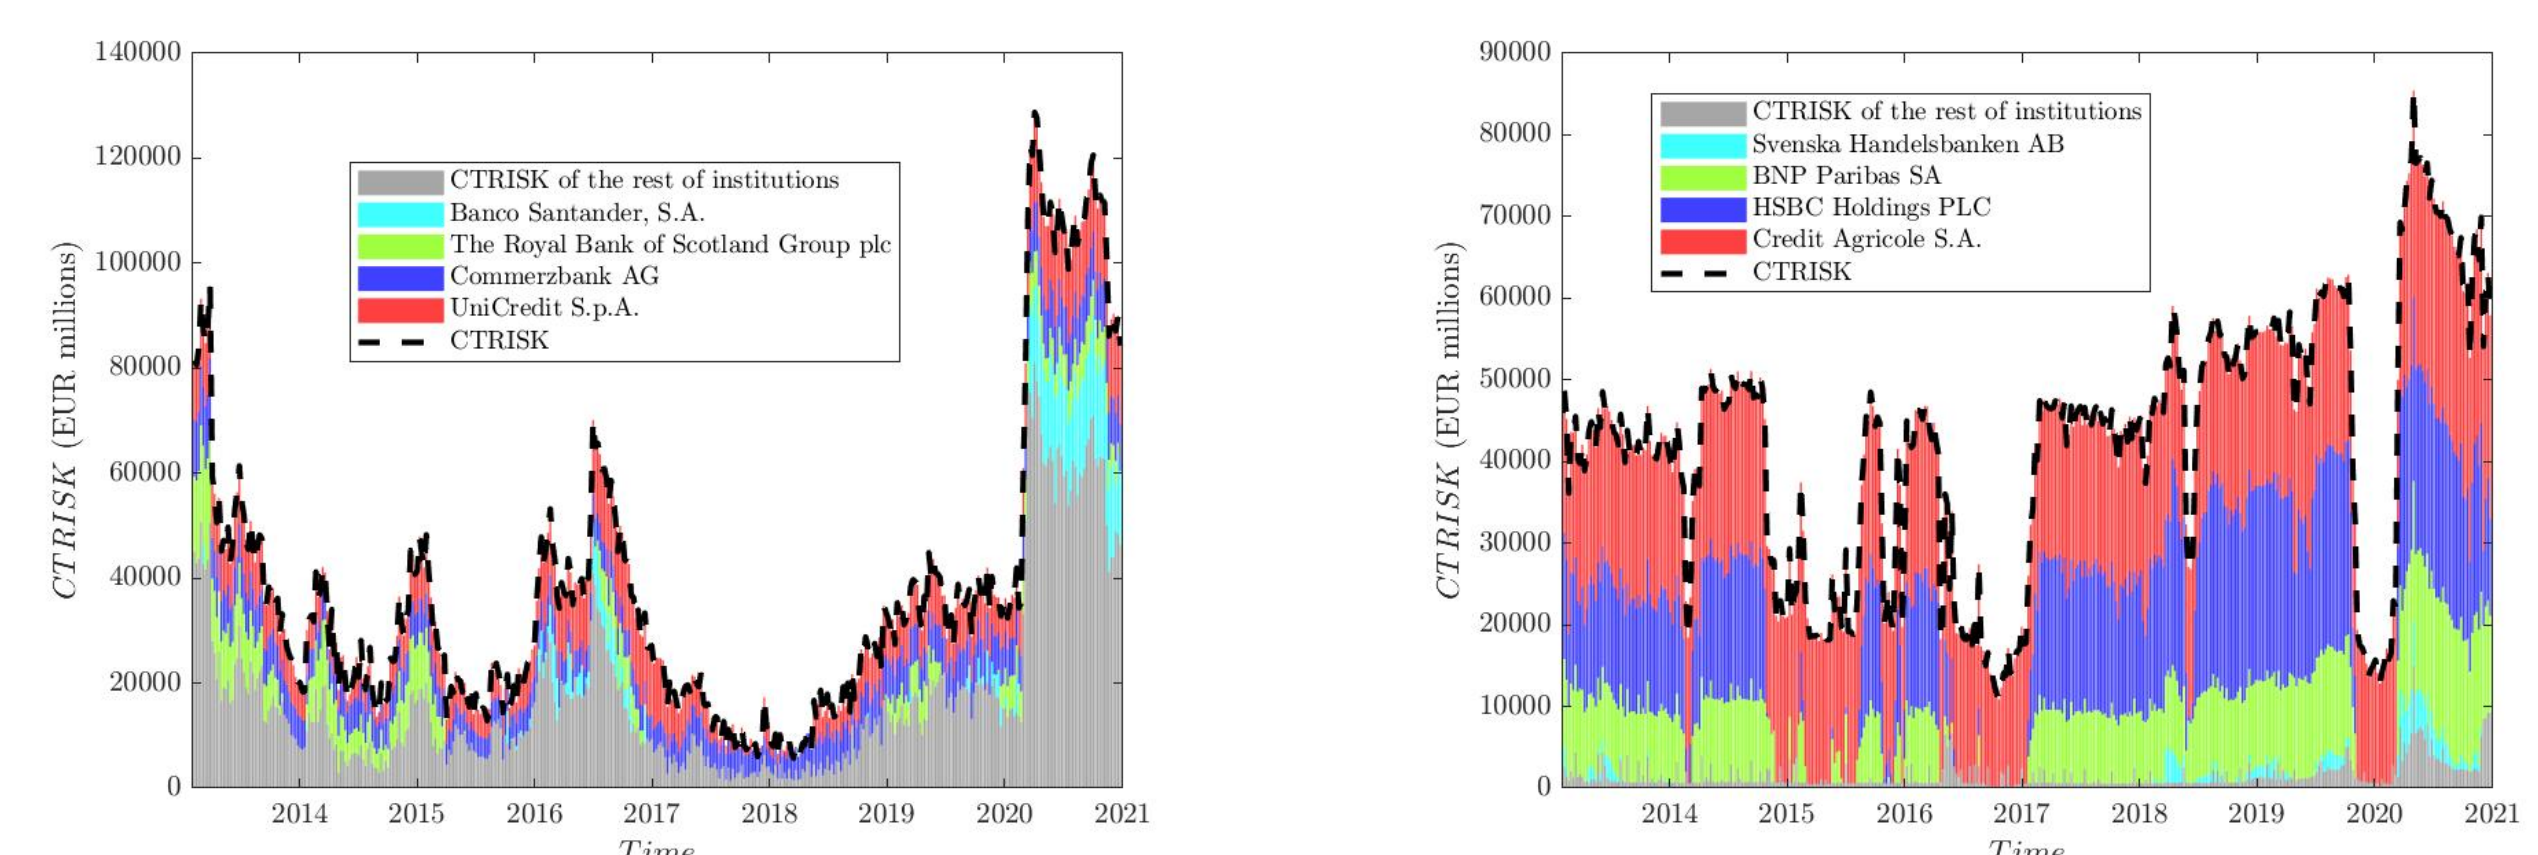 140000
120000
100000
80000
60000
40000
20000
0
CTRISK (EUR millions)
CTRISK of the rest of institutions
Banco Santander, S.A.
The Royal Bank of Scotland Group plc
Commerzbank AG
UniCredit S.p.A.
CTRISK
2014 2015 2016 2017 2018 2019 2020 2021
Time
90000
80000
70000
60000
50000
40000
30000
20000
10000
0
CTRISK (EUR millions)
CTRISK of the rest of institutions
Svenska Handelsbanken AB
BNP Paribas SA
HSBC Holdings PLC
Credit Agricole S.A.
CTRISK
2014 2015 2016 2017 2018 2019 2020 2021
Time